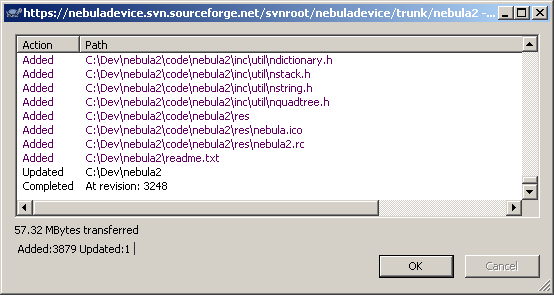 https://nebuladevice.svn.sourceforge.net/svnroot/nebuladevice/trunk/nebula2 -...
Action Path
Added C:\Dev\nebula2\code\nebula2\inc\util\ndictionary.h
Added C:\Dev\nebula2\code\nebula2\inc\util\nstack.h
Added C:\Dev\nebula2\code\nebula2\inc\util\nstring.h
Added C:\Dev\nebula2\code\nebula2\inc\util\nquadtree.h
Added C:\Dev\nebula2\code\nebula2\res
Added C:\Dev\nebula2\code\nebula2\res\nebula.ico
Added C:\Dev\nebula2\code\nebula2\res\nebula2.rc
Added C:\Dev\nebula2\readme.txt
Updated C:\Dev\nebula2
Completed At revision: 3248
57.32 MBytes transferred
Added:3879 Updated:1
OK Cancel